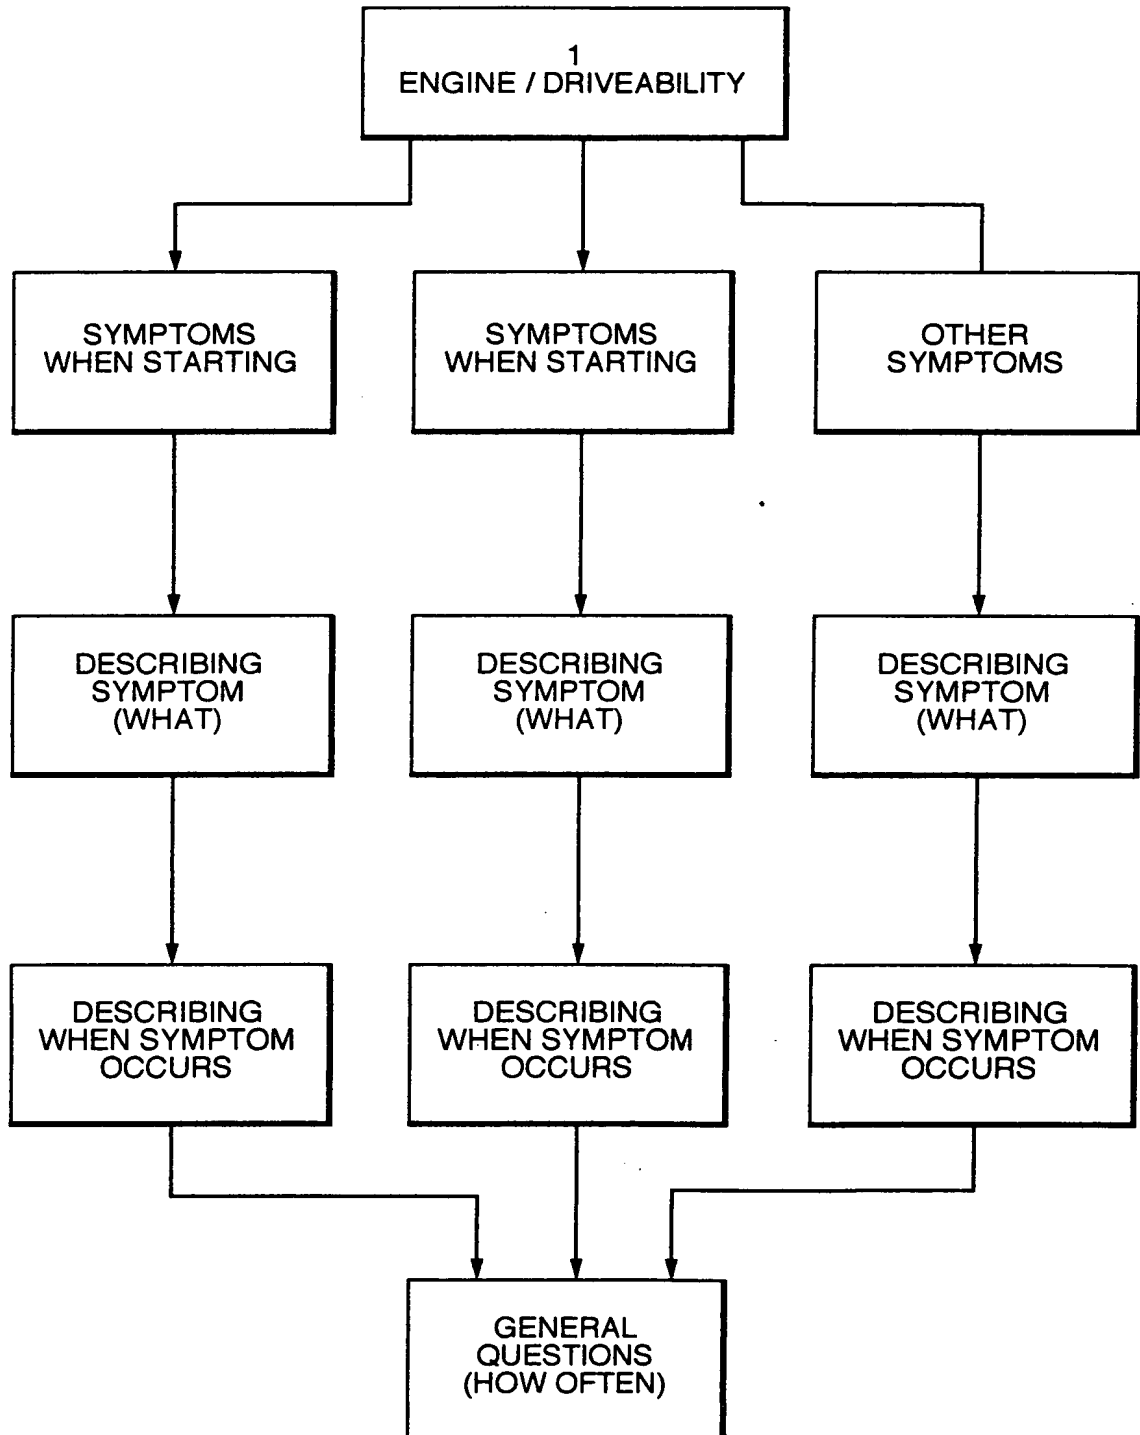 1
ENGINE / DRIVEABILITY
SYMPTOMS
WHEN STARTING
SYMPTOMS
WHEN STARTING
OTHER
SYMPTOMS
DESCRIBING
SYMPTOM
(WHAT)
DESCRIBING
SYMPTOM
(WHAT)
DESCRIBING
SYMPTOM
(WHAT)
DESCRIBING
WHEN SYMPTOM
OCCURS
DESCRIBING
WHEN SYMPTOM
OCCURS
DESCRIBING
WHEN SYMPTOM
OCCURS
GENERAL
QUESTIONS
(HOW OFTEN)